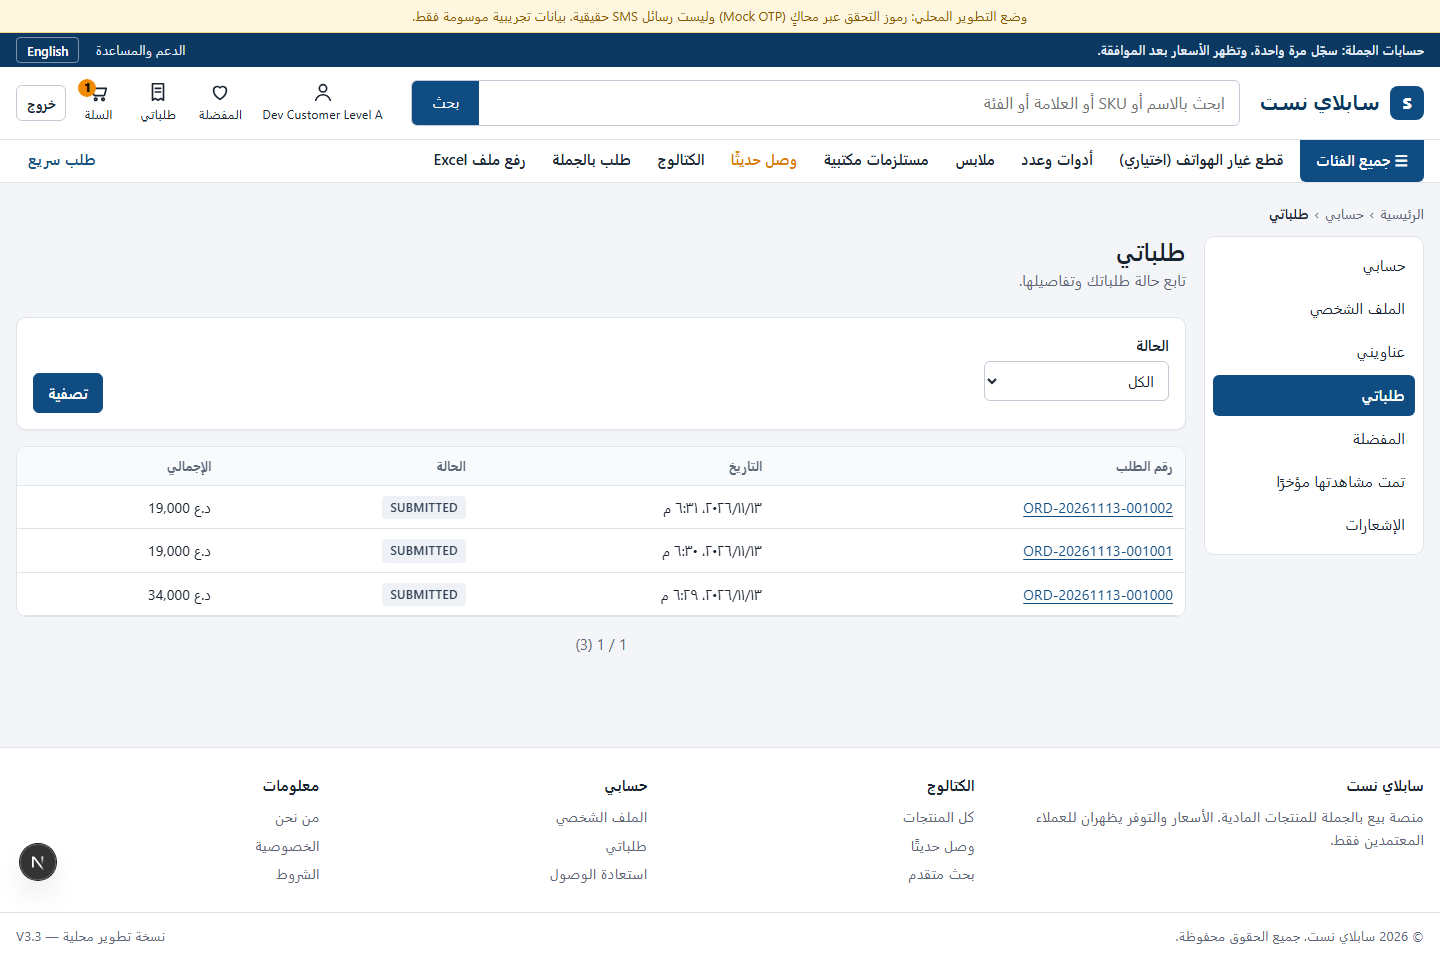 وضع التطوير المحلي: رموز التحقق عبر محاكٍ (Mock OTP) وليست رسائل SMS حقيقية. بيانات تجريبية موسومة فقط.
حسابات الجملة: سجّل مرة واحدة، وتظهر الأسعار بعد الموافقة.
الدعم والمساعدة
English
S
سابلاي نست
ابحث بالاسم أو SKU أو العلامة أو الفئة
بحث
Dev Customer Level A
المفضلة
طلباتي
1
السلة
خروج
☰ جميع الفئات
قطع غيار الهواتف (اختياري)
أدوات وعدد
ملابس
مستلزمات مكتبية
وصل حديثًا
الكتالوج
طلب بالجملة
رفع ملف Excel
طلب سريع
الرئيسية › حسابي › طلباتي
حسابي
الملف الشخصي
عناويني
طلباتي
المفضلة
تمت مشاهدتها مؤخرًا
الإشعارات
طلباتي
تابع حالة طلباتك وتفاصيلها.
الحالة
الكل
تصفية
رقم الطلب التاريخ الحالة الإجمالي
ORD-20261113-001002 ٢٠٢٦/١١/١٣، ٦:٣١ م SUBMITTED 19,000 د.ع
ORD-20261113-001001 ٢٠٢٦/١١/١٣، ٦:٣٠ م SUBMITTED 19,000 د.ع
ORD-20261113-001000 ٢٠٢٦/١١/١٣، ٦:٢٩ م SUBMITTED 34,000 د.ع
1 / 1 (3)
سابلاي نست
منصة بيع بالجملة للمنتجات المادية. الأسعار والتوفر يظهران للعملاء
المعتمدين فقط.
الكتالوج
كل المنتجات
وصل حديثًا
بحث متقدم
حسابي
الملف الشخصي
طلباتي
استعادة الوصول
معلومات
من نحن
الخصوصية
الشروط
N
© 2026 سابلاي نست. جميع الحقوق محفوظة.
نسخة تطوير محلية — V3.3